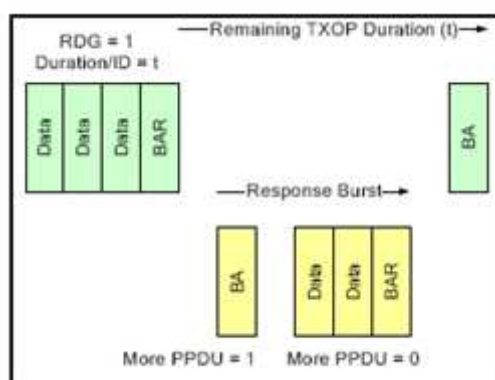 RDG = 1
Duration/ID = t
Remaining TXOP Duration (t)
Data
Data
Data
BAR
BA
Response Burst
BA
Data
Data
BAR
More PPDU = 1
More PPDU = 0